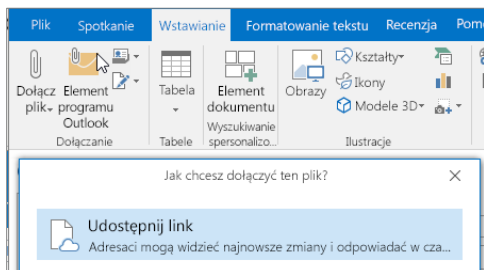 Plik Spotkanie Wstawianie Formatowanie tekstu Recenzja
Dołącz plik Element programu Outlook Tabela Element dokumentu Obrazy Kształty
Ikony
Modele 3D
Wyszukiwanie spersonalizo...
Dołączanie Tabele Ilustracje
Jak chcesz dołączyć ten plik?
Udostępnij link
Adresaci mogą widzieć najnowsze zmiany i odpowiadać w cza...